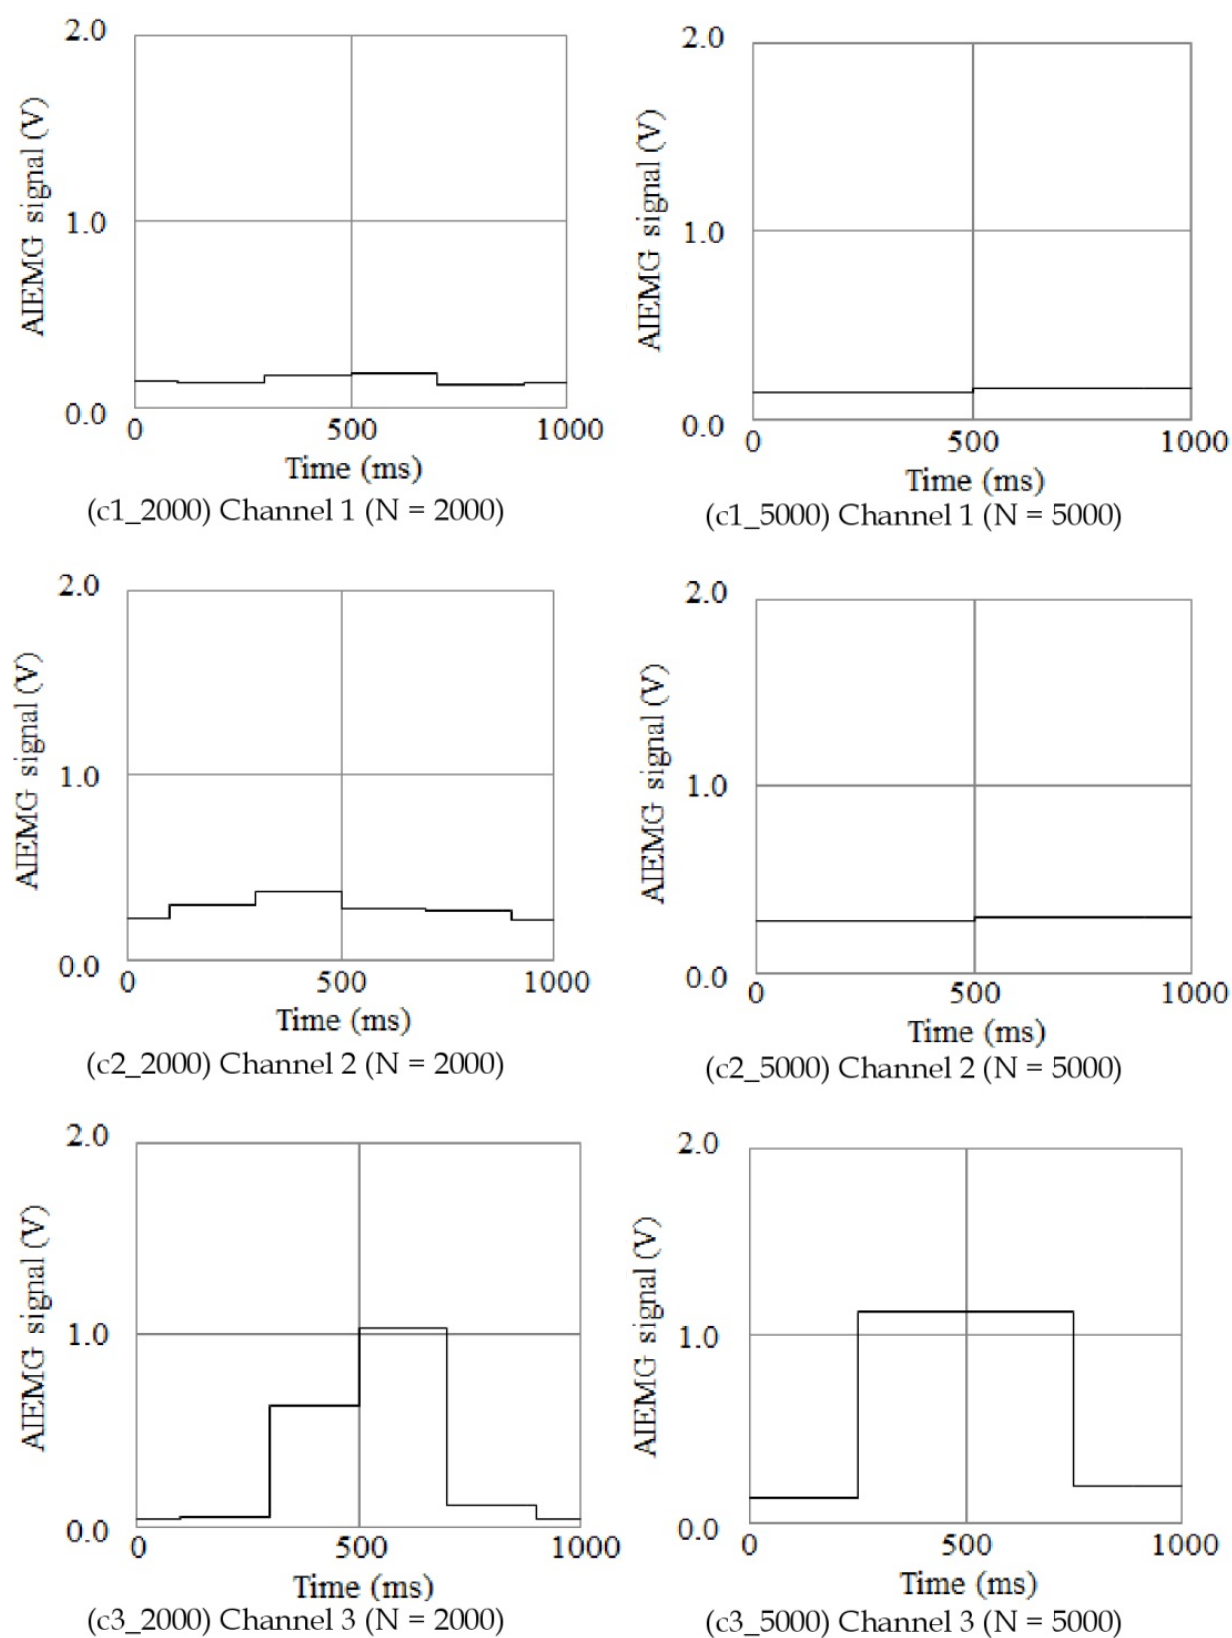 2.0
AIEMG signal (V)
1.0
0.0
0 500 1000
Time (ms)
(c1_2000) Channel 1 (N = 2000)
2.0
AIEMG signal (V)
1.0
0.0
0 500 1000
Time (ms)
(c1_5000) Channel 1 (N = 5000)
2.0
AIEMG signal (V)
1.0
0.0
0 500 1000
Time (ms)
(c2_2000) Channel 2 (N = 2000)
2.0
AIEMG signal (V)
1.0
0.0
0 500 1000
Time (ms)
(c2_5000) Channel 2 (N = 5000)
2.0
AIEMG signal (V)
1.0
0.0
0 500 1000
Time (ms)
(c3_2000) Channel 3 (N = 2000)
2.0
AIEMG signal (V)
1.0
0.0
0 500 1000
Time (ms)
(c3_5000) Channel 3 (N = 5000)